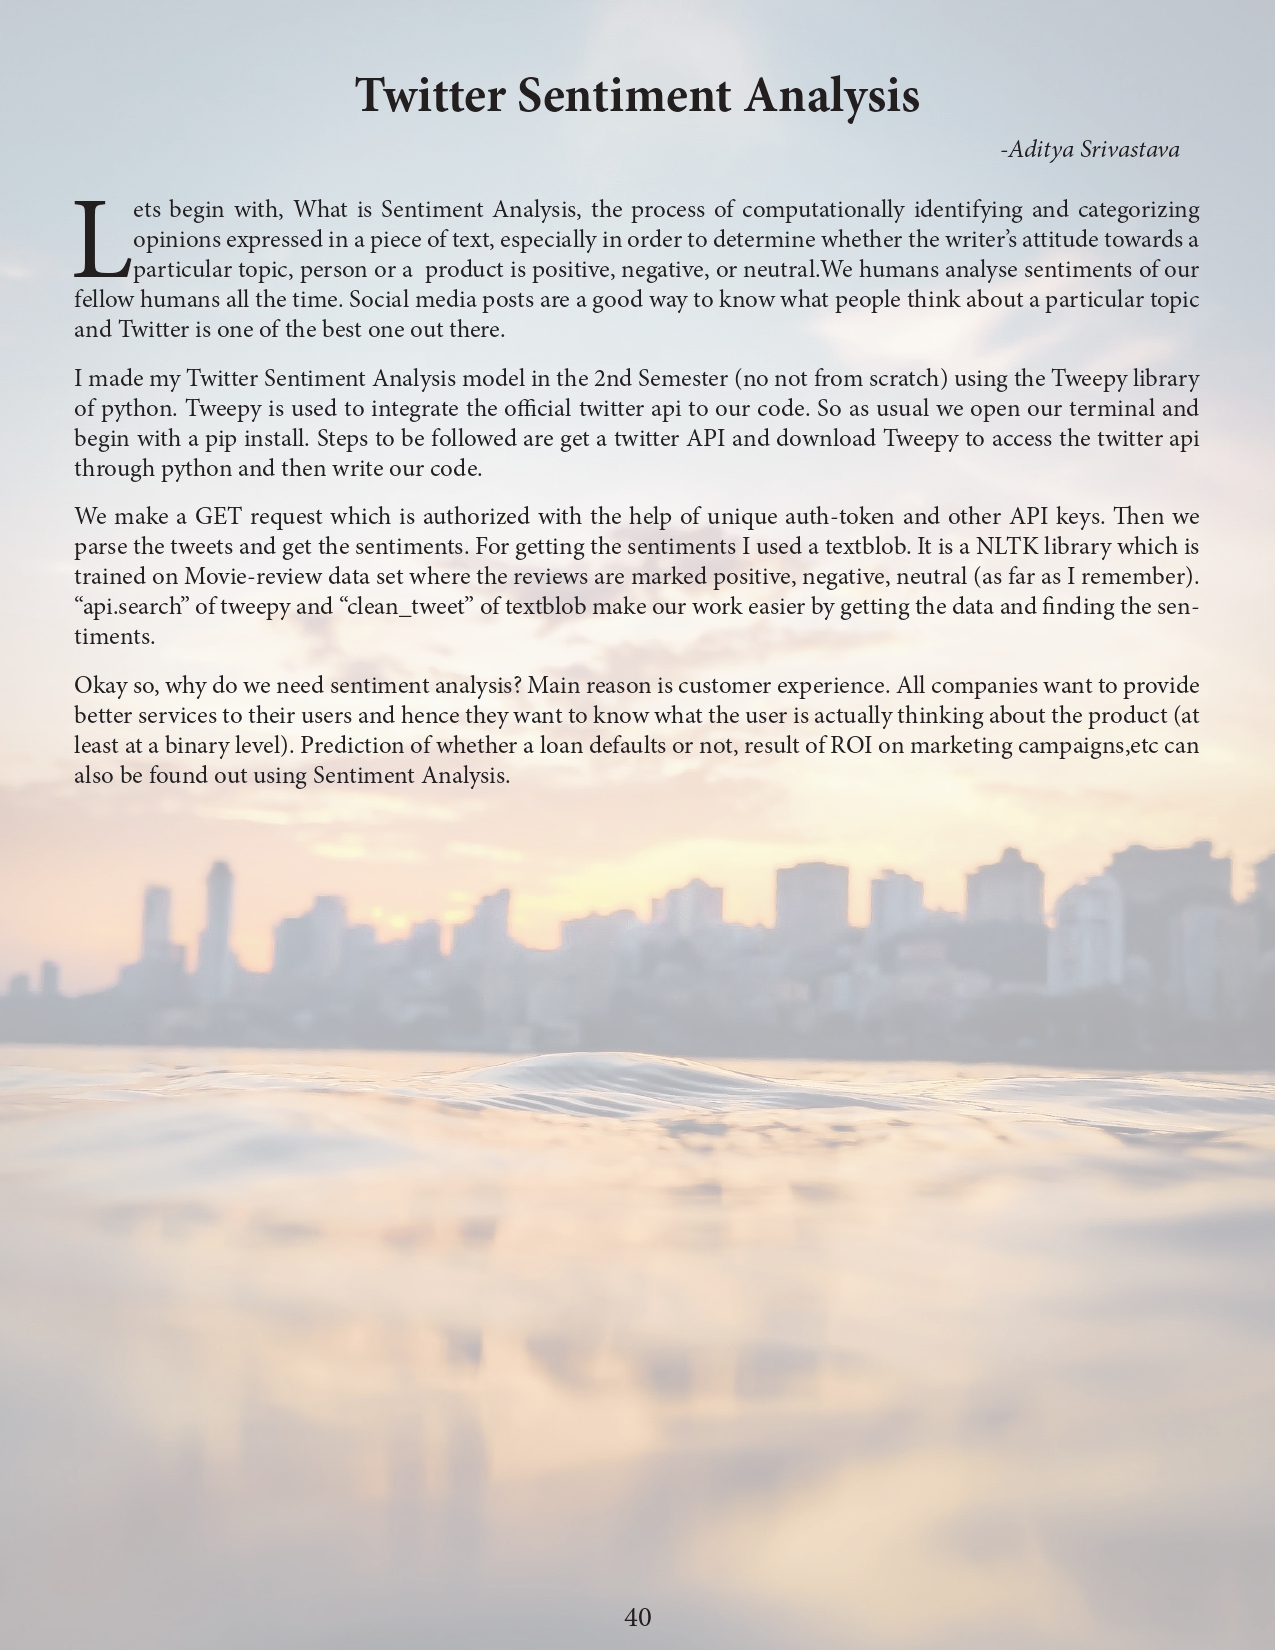 Twitter Sentiment Analysis
-Aditya Srivastava
Lets begin with, What is Sentiment Analysis, the process of computationally identifying and categorizing
opinions expressed in a piece of text, especially in order to determine whether the writer’s attitude towards a
particular topic, person or a  product is positive, negative, or neutral.We humans analyse sentiments of our
fellow humans all the time. Social media posts are a good way to know what people think about a particular topic
and Twitter is one of the best one out there.
I made my Twitter Sentiment Analysis model in the 2nd Semester (no not from scratch) using the Tweepy library
of python. Tweepy is used to integrate the official twitter api to our code. So as usual we open our terminal and
begin with a pip install. Steps to be followed are get a twitter API and download Tweepy to access the twitter api
through python and then write our code.
We make a GET request which is authorized with the help of unique auth-token and other API keys. Then we
parse the tweets and get the sentiments. For getting the sentiments I used a textblob. It is a NLTK library which is
trained on Movie-review data set where the reviews are marked positive, negative, neutral (as far as I remember).
“api.search” of tweepy and “clean_tweet” of textblob make our work easier by getting the data and finding the sen-
timents.
Okay so, why do we need sentiment analysis? Main reason is customer experience. All companies want to provide
better services to their users and hence they want to know what the user is actually thinking about the product (at
least at a binary level). Prediction of whether a loan defaults or not, result of ROI on marketing campaigns,etc can
also be found out using Sentiment Analysis.
40